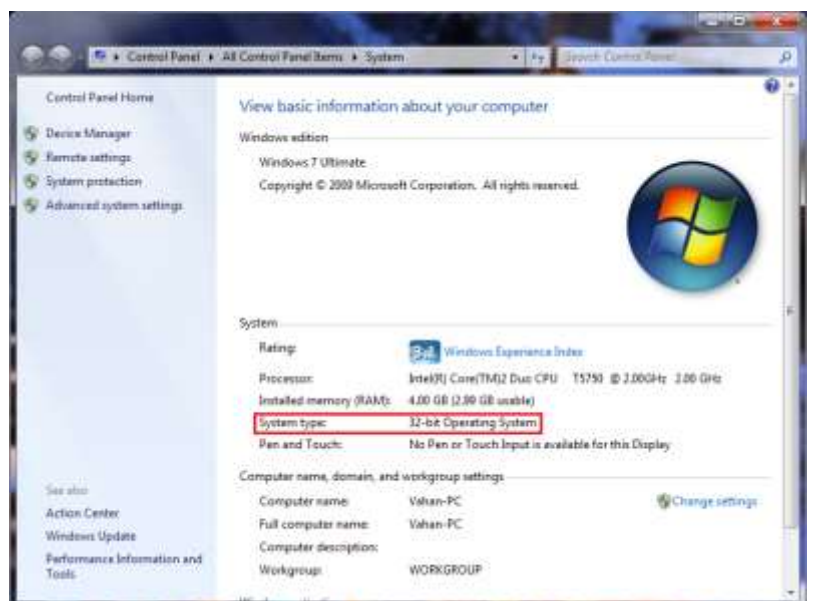 Control Panel ▸ All Control Panel Items ▸ System
Search Control Panel
Control Panel Home
Device Manager
Remote settings
System protection
Advanced system settings
See also
Action Center
Windows Update
Performance Information and
Tools
View basic information about your computer
Windows edition
Windows 7 Ultimate
Copyright © 2009 Microsoft Corporation. All rights reserved.
System
Rating:
Windows Experience Index
Processor: Intel(R) Core(TM)2 Duo CPU T5750 @ 2.00GHz 2.00 GHz
Installed memory (RAM): 4.00 GB (2.99 GB usable)
System type: 32-bit Operating System
Pen and Touch: No Pen or Touch Input is available for this Display
Computer name, domain, and workgroup settings
Computer name: Vahan-PC
Change settings
Full computer name: Vahan-PC
Computer description:
Workgroup: WORKGROUP